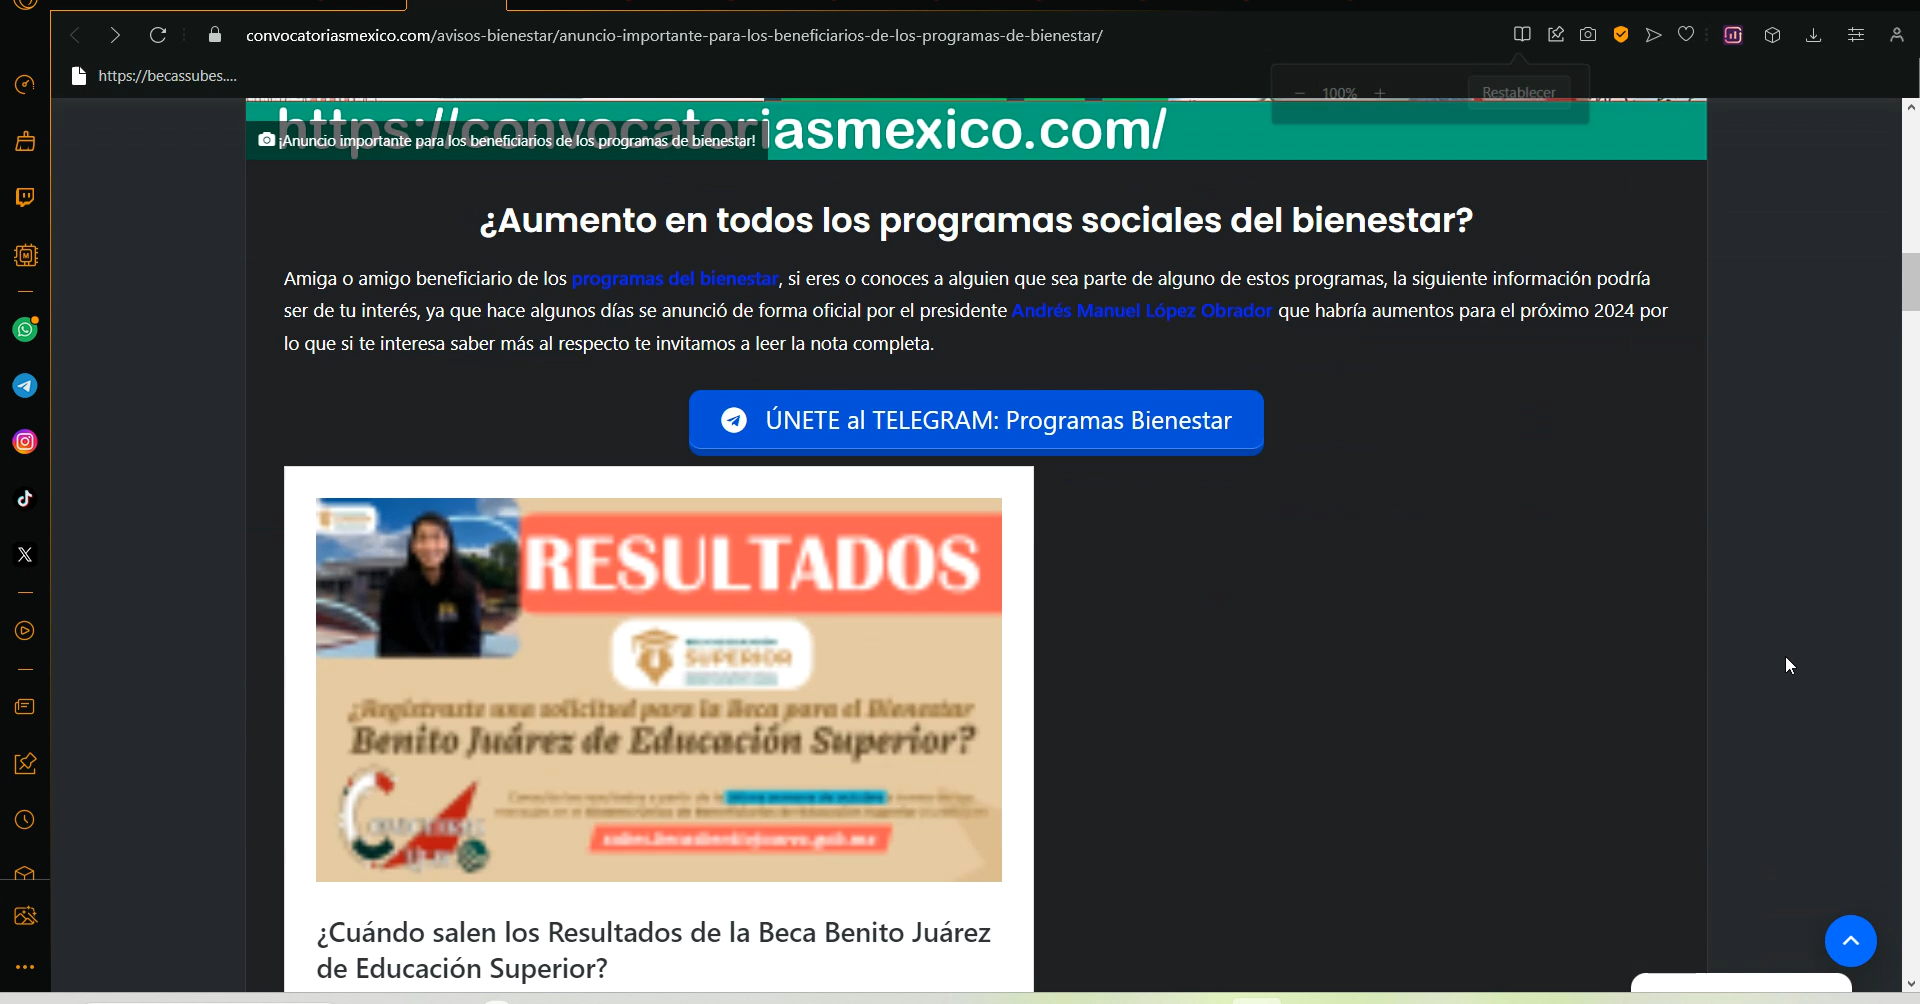 convocatoriasmexico.com/avisos-bienestar/anuncio-importante-para-los-beneficiarios-de-los-programas-de-bienestar/
https://becassubes....
100%
Restablecer
https://convocatoriasmexico.com/
¡Anuncio importante para los beneficiarios de los programas de bienestar!
¿Aumento en todos los programas sociales del bienestar?
Amiga o amigo beneficiario de los programas del bienestar, si eres o conoces a alguien que sea parte de alguno de estos programas, la siguiente información podría
ser de tu interés, ya que hace algunos días se anunció de forma oficial por el presidente Andrés Manuel López Obrador que habría aumentos para el próximo 2024 por
lo que si te interesa saber más al respecto te invitamos a leer la nota completa.
ÚNETE al TELEGRAM: Programas Bienestar
RESULTADOS
SUPERIOR
¿Registraste una solicitud para la Beca para el Bienestar
Benito Juárez de Educación Superior?
¿Cuándo salen los Resultados de la Beca Benito Juárez
de Educación Superior?